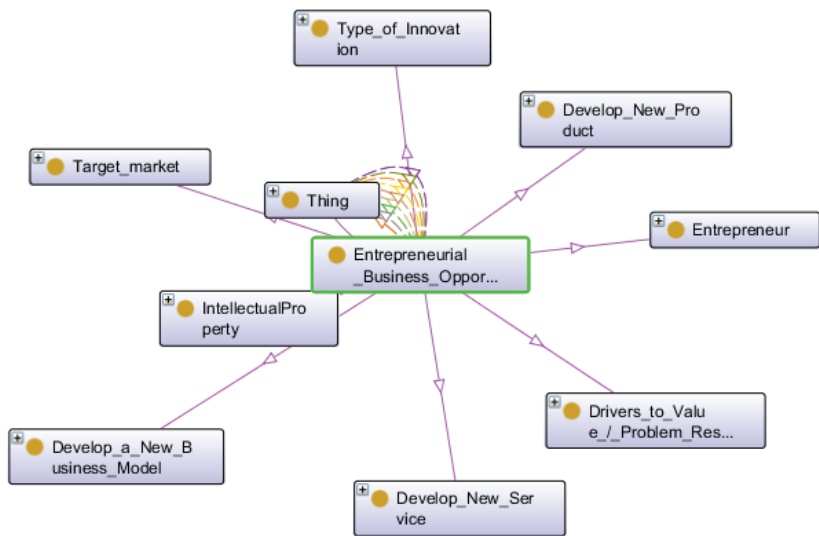 Type_of_Innovat
ion
Develop_New_Pro
duct
Target_market
Thing
Entrepreneur
Entrepreneurial
_Business_Oppor...
IntellectualPro
perty
Drivers_to_Valu
e_/_Problem_Res...
Develop_a_New_B
usiness_Model
Develop_New_Ser
vice